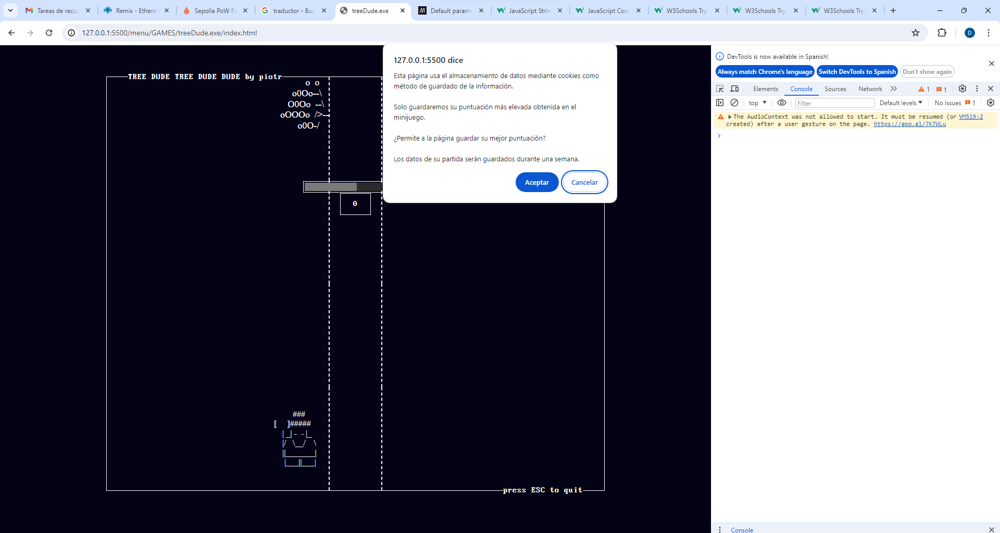 Tareas de recup
Remix - Ethere
Sepolia PoW Fa
traductor - Bus
treeDude.exe
Default parame
JavaScript Strin
JavaScript Cook
W3Schools Tryi
W3Schools Tryi
W3Schools Tryi
127.0.0.1:5500/menu/GAMES/treeDude.exe/index.html
D
TREE DUDE TREE DUDE DUDE by piotr
o o
o0Oo--\
O0Oo --\
oOOOo />--
o0O-/
0
###
[ ]#####
|_|- -|_
|/ \__/ \
||______|
|___||___|
press ESC to quit
127.0.0.1:5500 dice
Esta página usa el almacenamiento de datos mediante cookies como
método de guardado de la información.
Solo guardaremos su puntuación más elevada obtenida en el
minijuego.
¿Permite a la página guardar su mejor puntuación?
Los datos de su partida serán guardados durante una semana.
Aceptar
Cancelar
DevTools is now available in Spanish!
Always match Chrome's language
Switch DevTools to Spanish
Don't show again
Elements
Console
Sources
Network
1
1
top
Filter
Default levels
No Issues
1
The AudioContext was not allowed to start. It must be resumed (or VM519:2
created) after a user gesture on the page. https://goo.gl/7K7WLu
Console